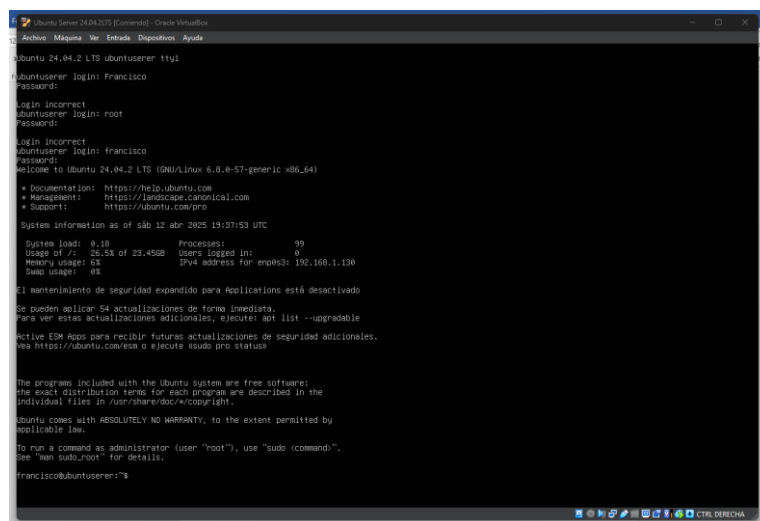 Ubuntu Server 24.04.2LTS [Corriendo] - Oracle VirtualBox
Archivo Máquina Ver Entrada Dispositivos Ayuda
Ubuntu 24.04.2 LTS ubuntuserer tty1
ubuntuserer login: Francisco
Password:
Login incorrect
ubuntuserer login: root
Password:
Login incorrect
ubuntuserer login: francisco
Password:
Welcome to Ubuntu 24.04.2 LTS (GNU/Linux 6.8.0-57-generic x86_64)
* Documentation: https://help.ubuntu.com
* Management: https://landscape.canonical.com
* Support: https://ubuntu.com/pro
System information as of sáb 12 abr 2025 19:37:53 UTC
System load: 0.18 Processes: 99
Usage of /: 26.5% of 23.45GB Users logged in: 0
Memory usage: 6% IPv4 address for enp0s3: 192.168.1.130
Swap usage: 0%
El mantenimiento de seguridad expandido para Applications está desactivado
Se pueden aplicar 54 actualizaciones de forma inmediata.
Para ver estas actualizaciones adicionales, ejecute: apt list --upgradable
Active ESM Apps para recibir futuras actualizaciones de seguridad adicionales.
Vea https://ubuntu.com/esm o ejecute «sudo pro status»
The programs included with the Ubuntu system are free software;
the exact distribution terms for each program are described in the
individual files in /usr/share/doc/*/copyright.
Ubuntu comes with ABSOLUTELY NO WARRANTY, to the extent permitted by
applicable law.
To run a command as administrator (user "root"), use "sudo <command>".
See "man sudo_root" for details.
francisco@ubuntuserer:~$
CTRL DERECHA